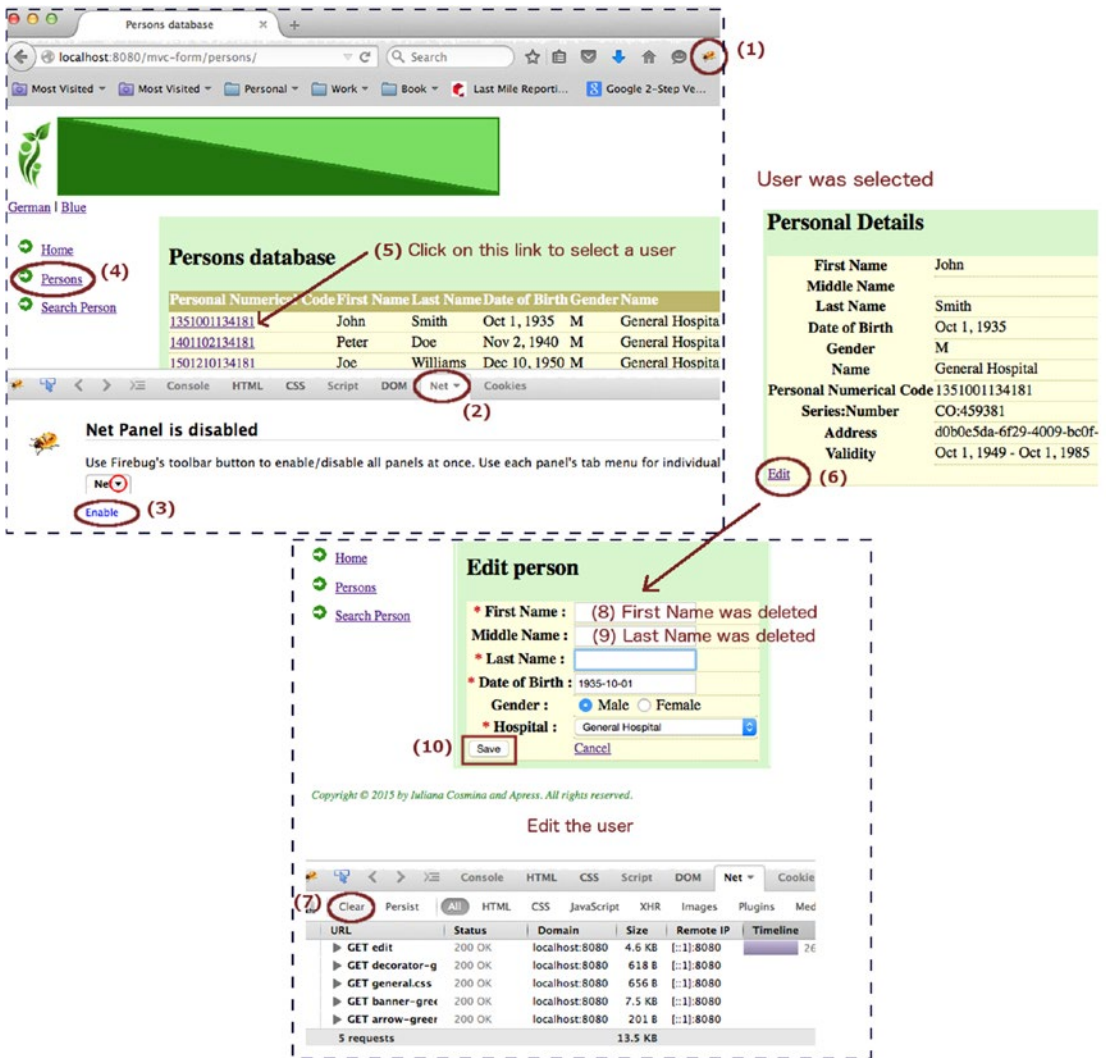 Persons database
(1)
localhost:8080/mvc-form/persons/
Search
Most Visited Most Visited Personal Work Book Last Mile Reporti... Google 2-Step Ve...
German | Blue
Home
Persons
(4)
Search Person
Persons database
(5) Click on this link to select a user
Personal Numerical Code First Name Last Name Date of Birth Gender Name
1351001134181 John Smith Oct 1, 1935 M General Hospita
1401102134181 Peter Doe Nov 2, 1940 M General Hospita
1501210134181 Joe Williams Dec 10, 1950 M General Hospita
Console HTML CSS Script DOM Net Cookies
(2)
Net Panel is disabled
Use Firebug's toolbar button to enable/disable all panels at once. Use each panel's tab menu for individual
Ne
Enable
(3)
User was selected
Personal Details
First Name John
Middle Name
Last Name Smith
Date of Birth Oct 1, 1935
Gender M
Name General Hospital
Personal Numerical Code 1351001134181
Series:Number CO:459381
Address d0b0e5da-6f29-4009-bc0f-
Validity Oct 1, 1949 - Oct 1, 1985
Edit
(6)
Home
Persons
Search Person
Edit person
* First Name : (8) First Name was deleted
Middle Name : (9) Last Name was deleted
* Last Name :
* Date of Birth : 1935-10-01
Gender : Male Female
* Hospital : General Hospital
(10) Save Cancel
Copyright © 2015 by Iuliana Cosmina and Apress. All rights reserved.
Edit the user
Console HTML CSS Script DOM Net Cookie
(7) Clear Persist All HTML CSS JavaScript XHR Images Plugins Med
URL Status Domain Size Remote IP Timeline
GET edit 200 OK localhost:8080 4.6 KB [::1]:8080 26
GET decorator-g 200 OK localhost:8080 618 B [::1]:8080
GET general.css 200 OK localhost:8080 656 B [::1]:8080
GET banner-gree 200 OK localhost:8080 7.5 KB [::1]:8080
GET arrow-greer 200 OK localhost:8080 201 B [::1]:8080
5 requests 13.5 KB